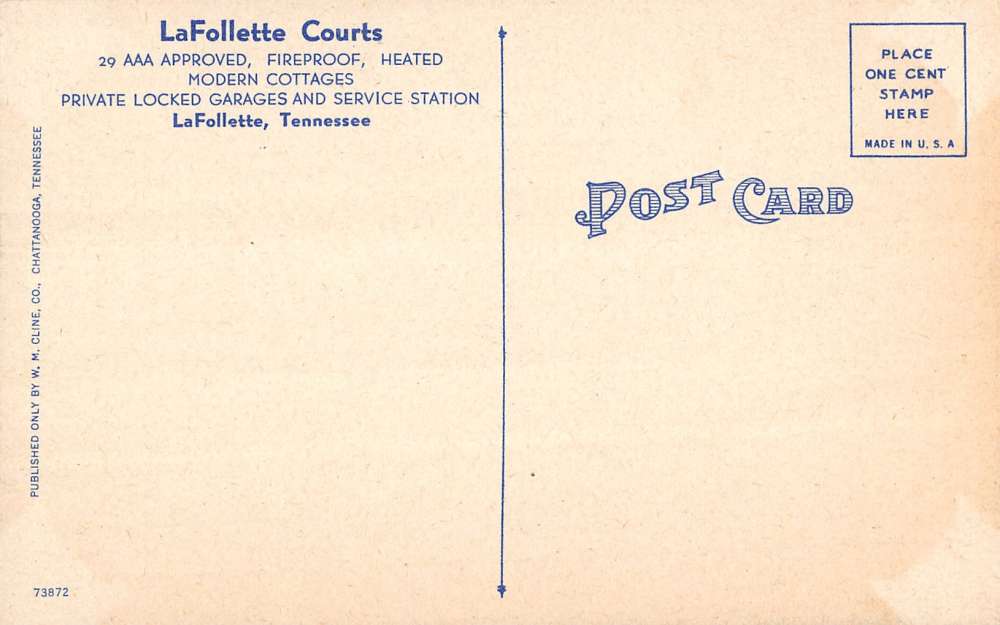 LaFollette Courts
29 AAA APPROVED, FIREPROOF, HEATED
MODERN COTTAGES
PRIVATE LOCKED GARAGES AND SERVICE STATION
LaFollette, Tennessee
PUBLISHED ONLY BY W. M. CLINE, CO., CHATTANOOGA, TENNESSEE
73872
PLACE
ONE CENT
STAMP
HERE
MADE IN U. S. A
POST CARD